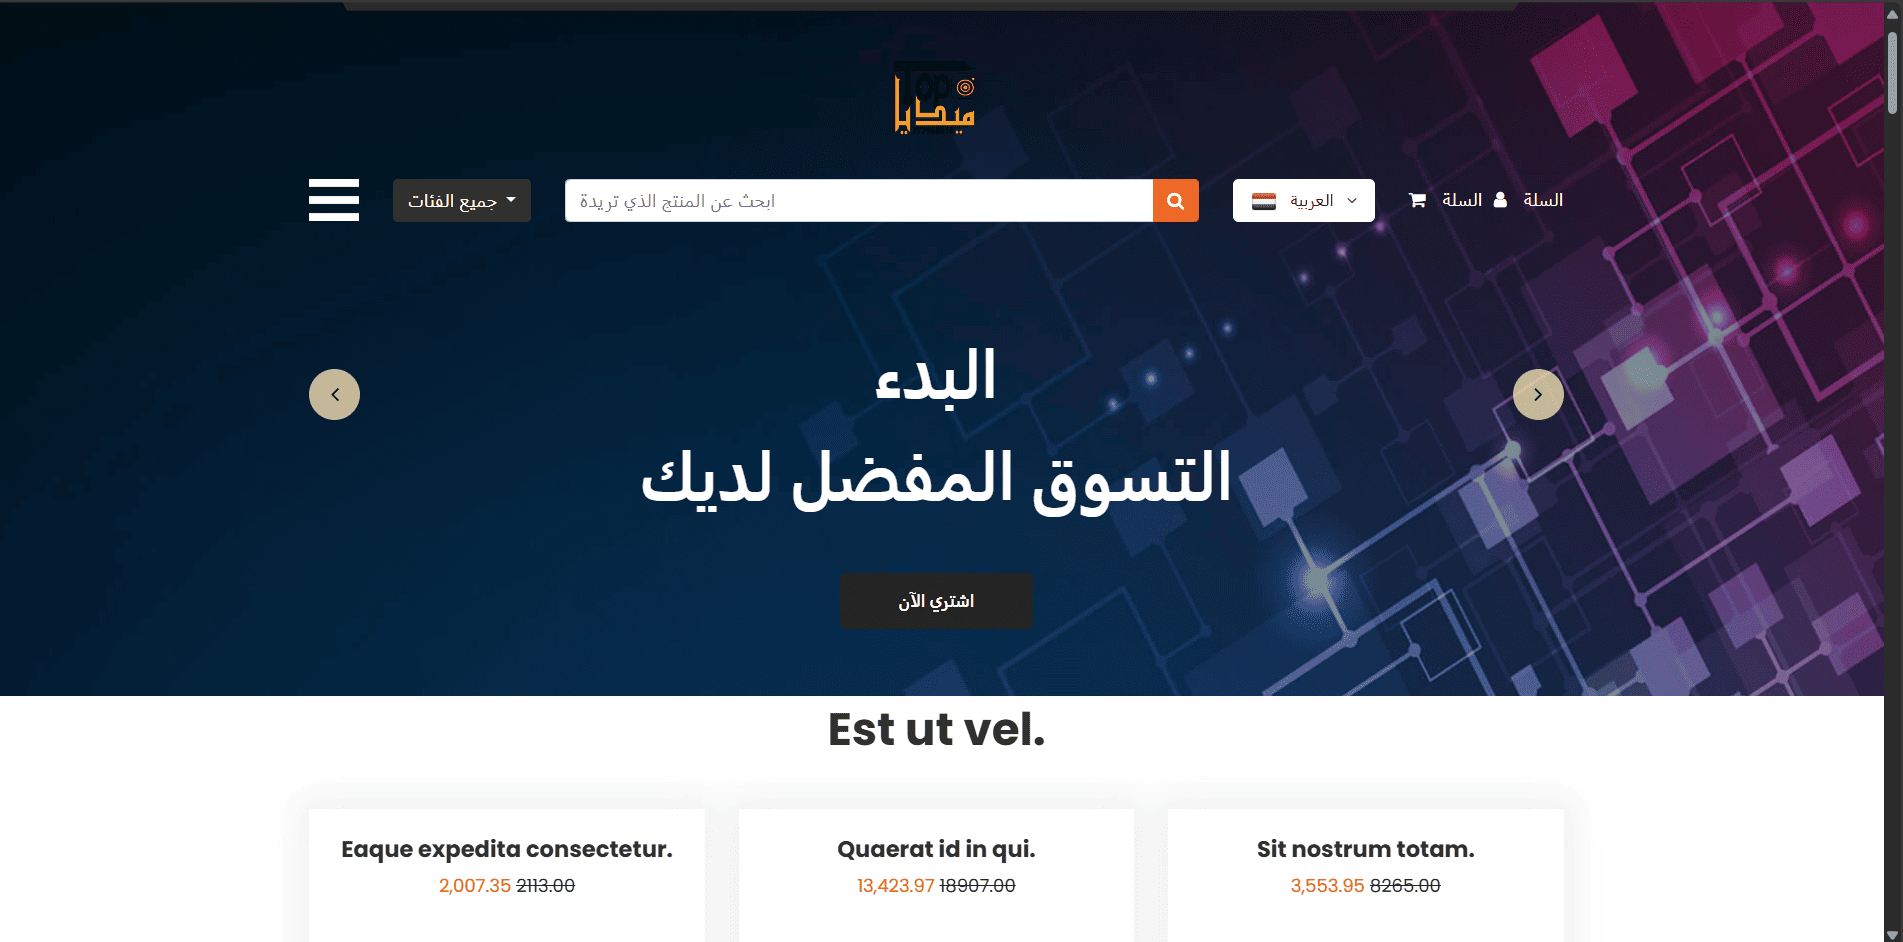 Top
ميديا
جميع الفئات
ابحث عن المنتج الذي تريدة
العربية
السلة
السلة
البدء
التسوق المفضل لديك
اشتري الآن
Est ut vel.
Eaque expedita consectetur.
2,007.35 2113.00
Quaerat id in qui.
13,423.97 18907.00
Sit nostrum totam.
3,553.95 8265.00